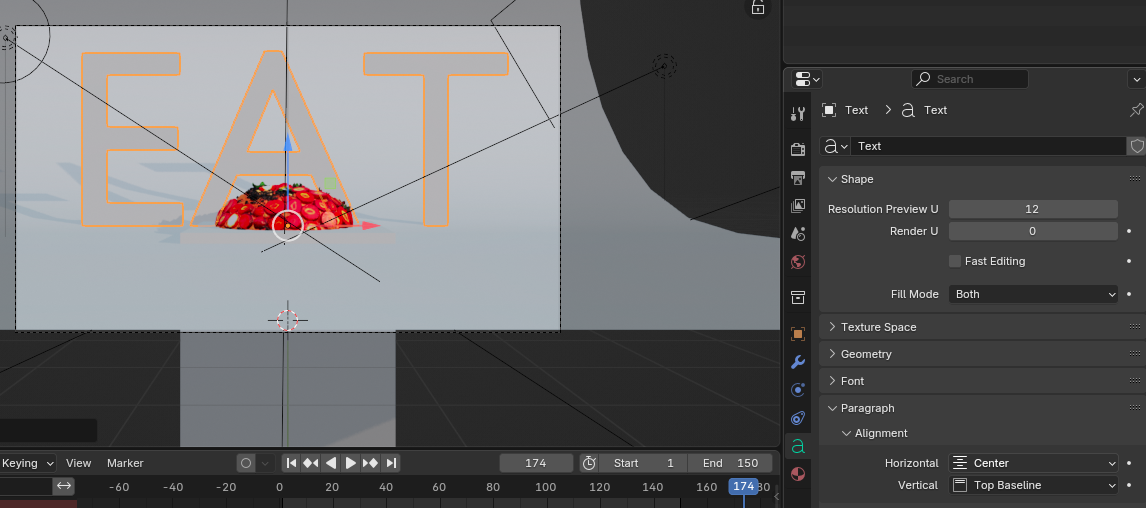 EAT
Search
Text
Text
Text
Shape
Resolution Preview U
12
Render U
0
Fast Editing
Fill Mode
Both
Texture Space
Geometry
Font
Paragraph
Alignment
Horizontal
Center
Vertical
Top Baseline
Keying
View
Marker
174
Start 1
End 150
-60
-40
-20
0
20
40
60
80
100
120
140
160
174
80